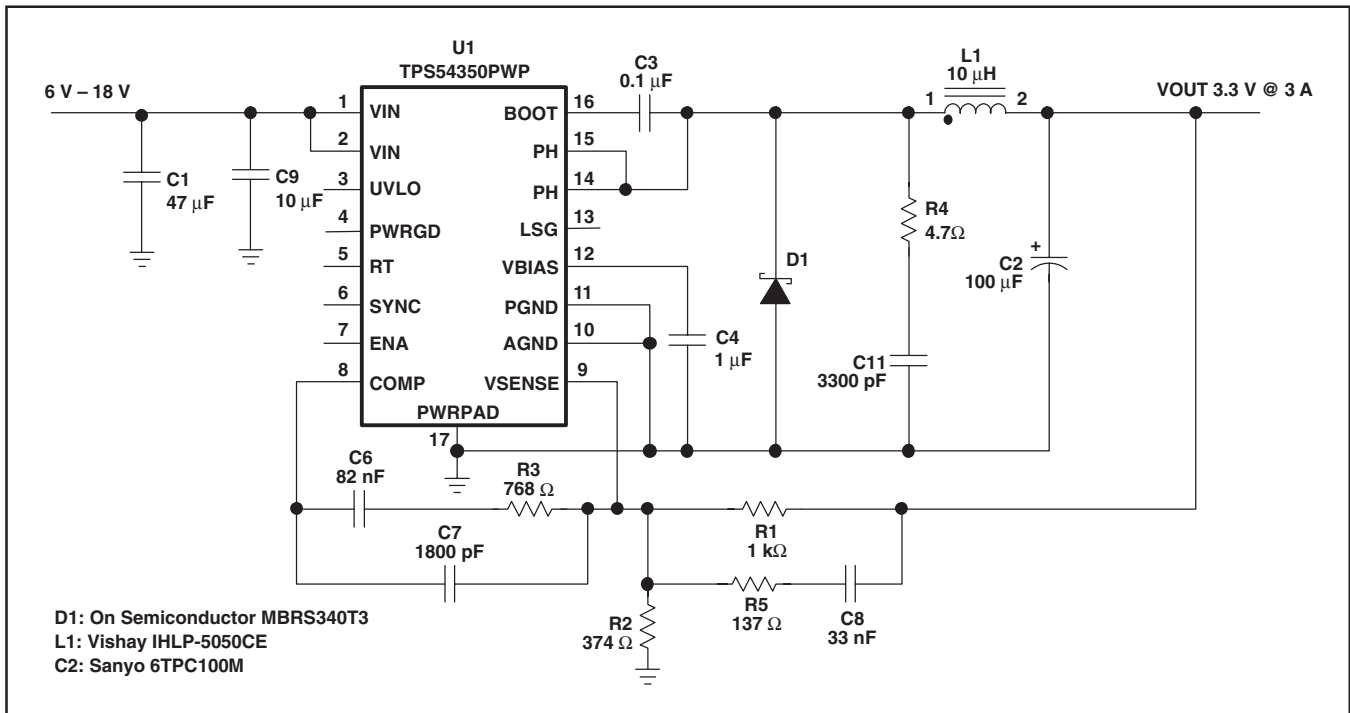 U1
TPS54350PWP
6 V – 18 V
C1
47 µF
C9
10 µF
1 VIN
2 VIN
3 UVLO
4 PWRGD
5 RT
6 SYNC
7 ENA
8 COMP
BOOT 16
PH 15
PH 14
LSG 13
VBIAS 12
PGND 11
AGND 10
VSENSE 9
PWRPAD
17
C3
0.1 µF
L1
10 µH
1 2
VOUT 3.3 V @ 3 A
R4
4.7Ω
D1
+
C2
100 µF
C4
1 µF
C11
3300 pF
C6
82 nF
R3
768 Ω
C7
1800 pF
R1
1 kΩ
R5
137 Ω
C8
33 nF
R2
374 Ω
D1: On Semiconductor MBRS340T3
L1: Vishay IHLP-5050CE
C2: Sanyo 6TPC100M